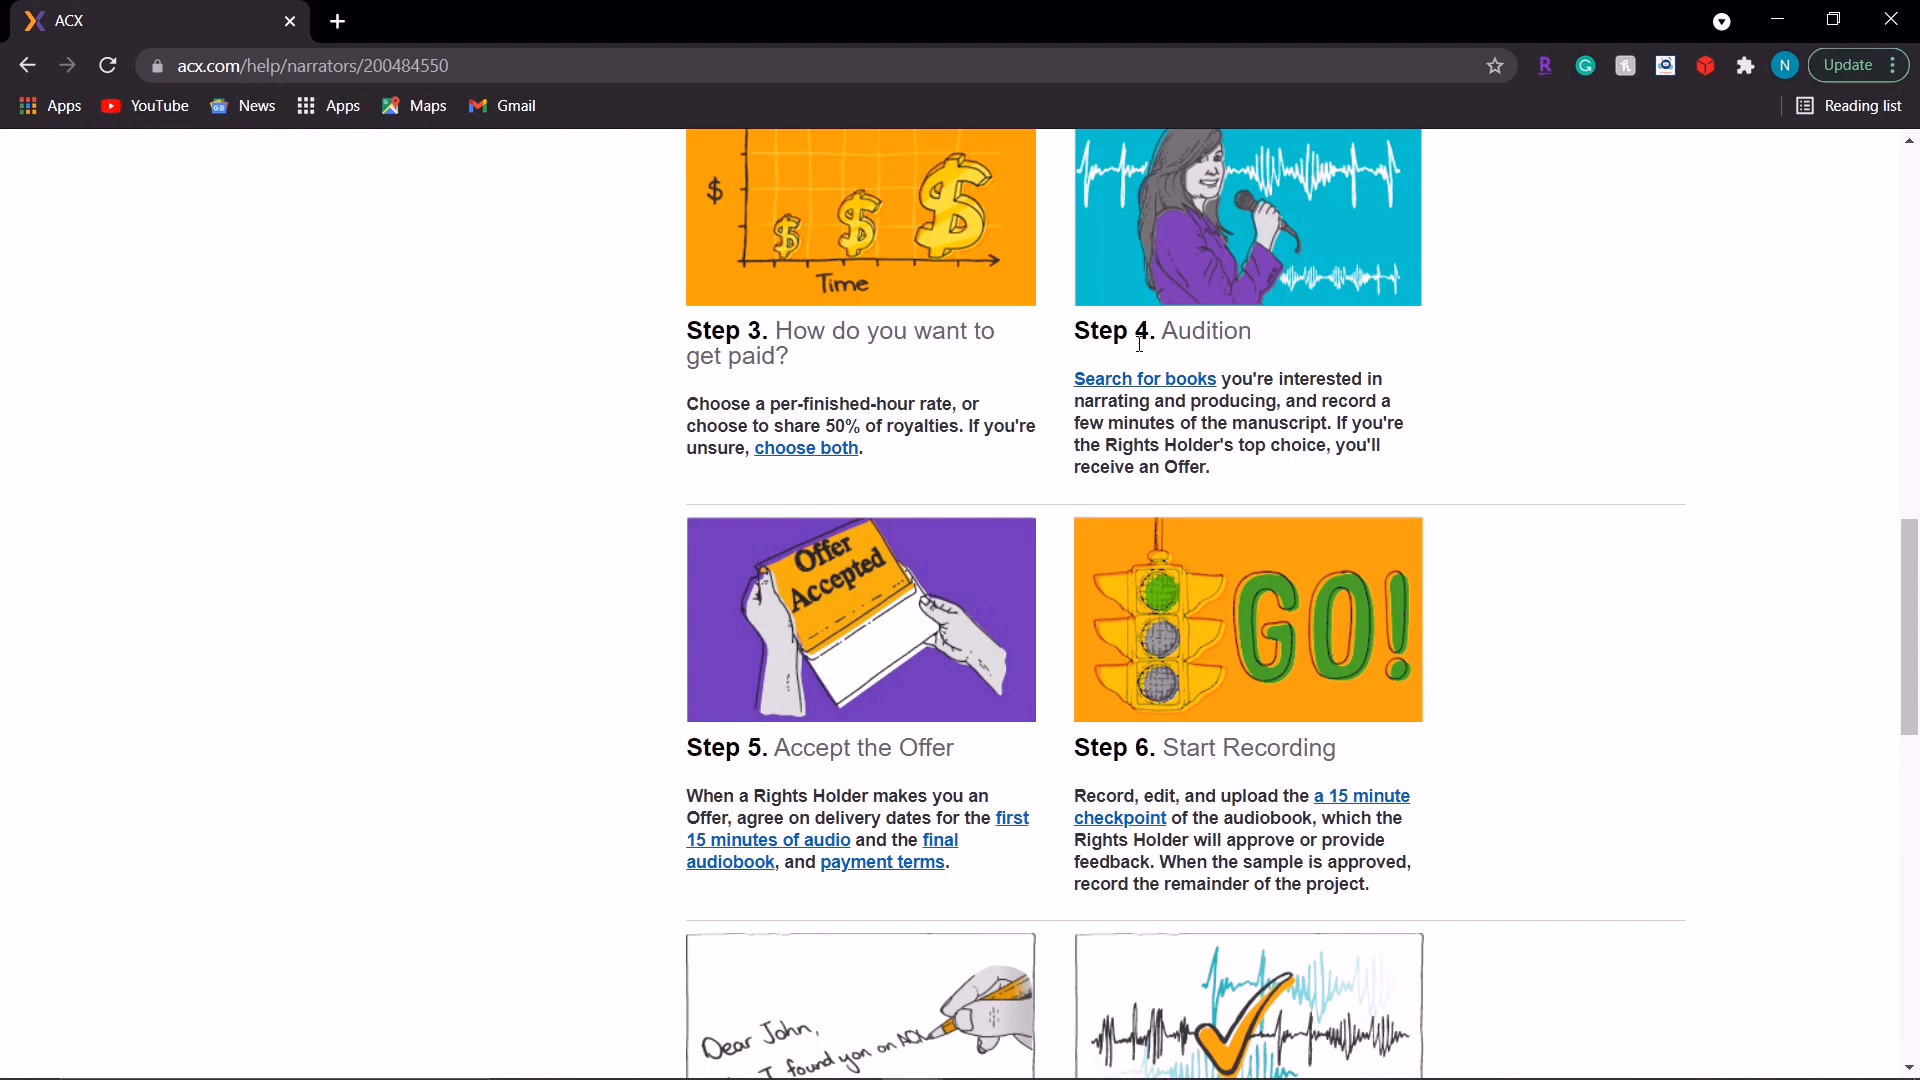 ACX
acx.com/help/narrators/200484550
N
Update
Apps
YouTube
News
Apps
Maps
Gmail
Reading list
$
Time
Step 3. How do you want to
get paid?
Choose a per-finished-hour rate, or
choose to share 50% of royalties. If you're
unsure, choose both.
Step 4. Audition
Search for books you're interested in
narrating and producing, and record a
few minutes of the manuscript. If you're
the Rights Holder's top choice, you'll
receive an Offer.
Offer
Accepted
GO!
Step 5. Accept the Offer
When a Rights Holder makes you an
Offer, agree on delivery dates for the first
15 minutes of audio and the final
audiobook, and payment terms.
Step 6. Start Recording
Record, edit, and upload the a 15 minute
checkpoint of the audiobook, which the
Rights Holder will approve or provide
feedback. When the sample is approved,
record the remainder of the project.
Dear John,
I found you on ACX